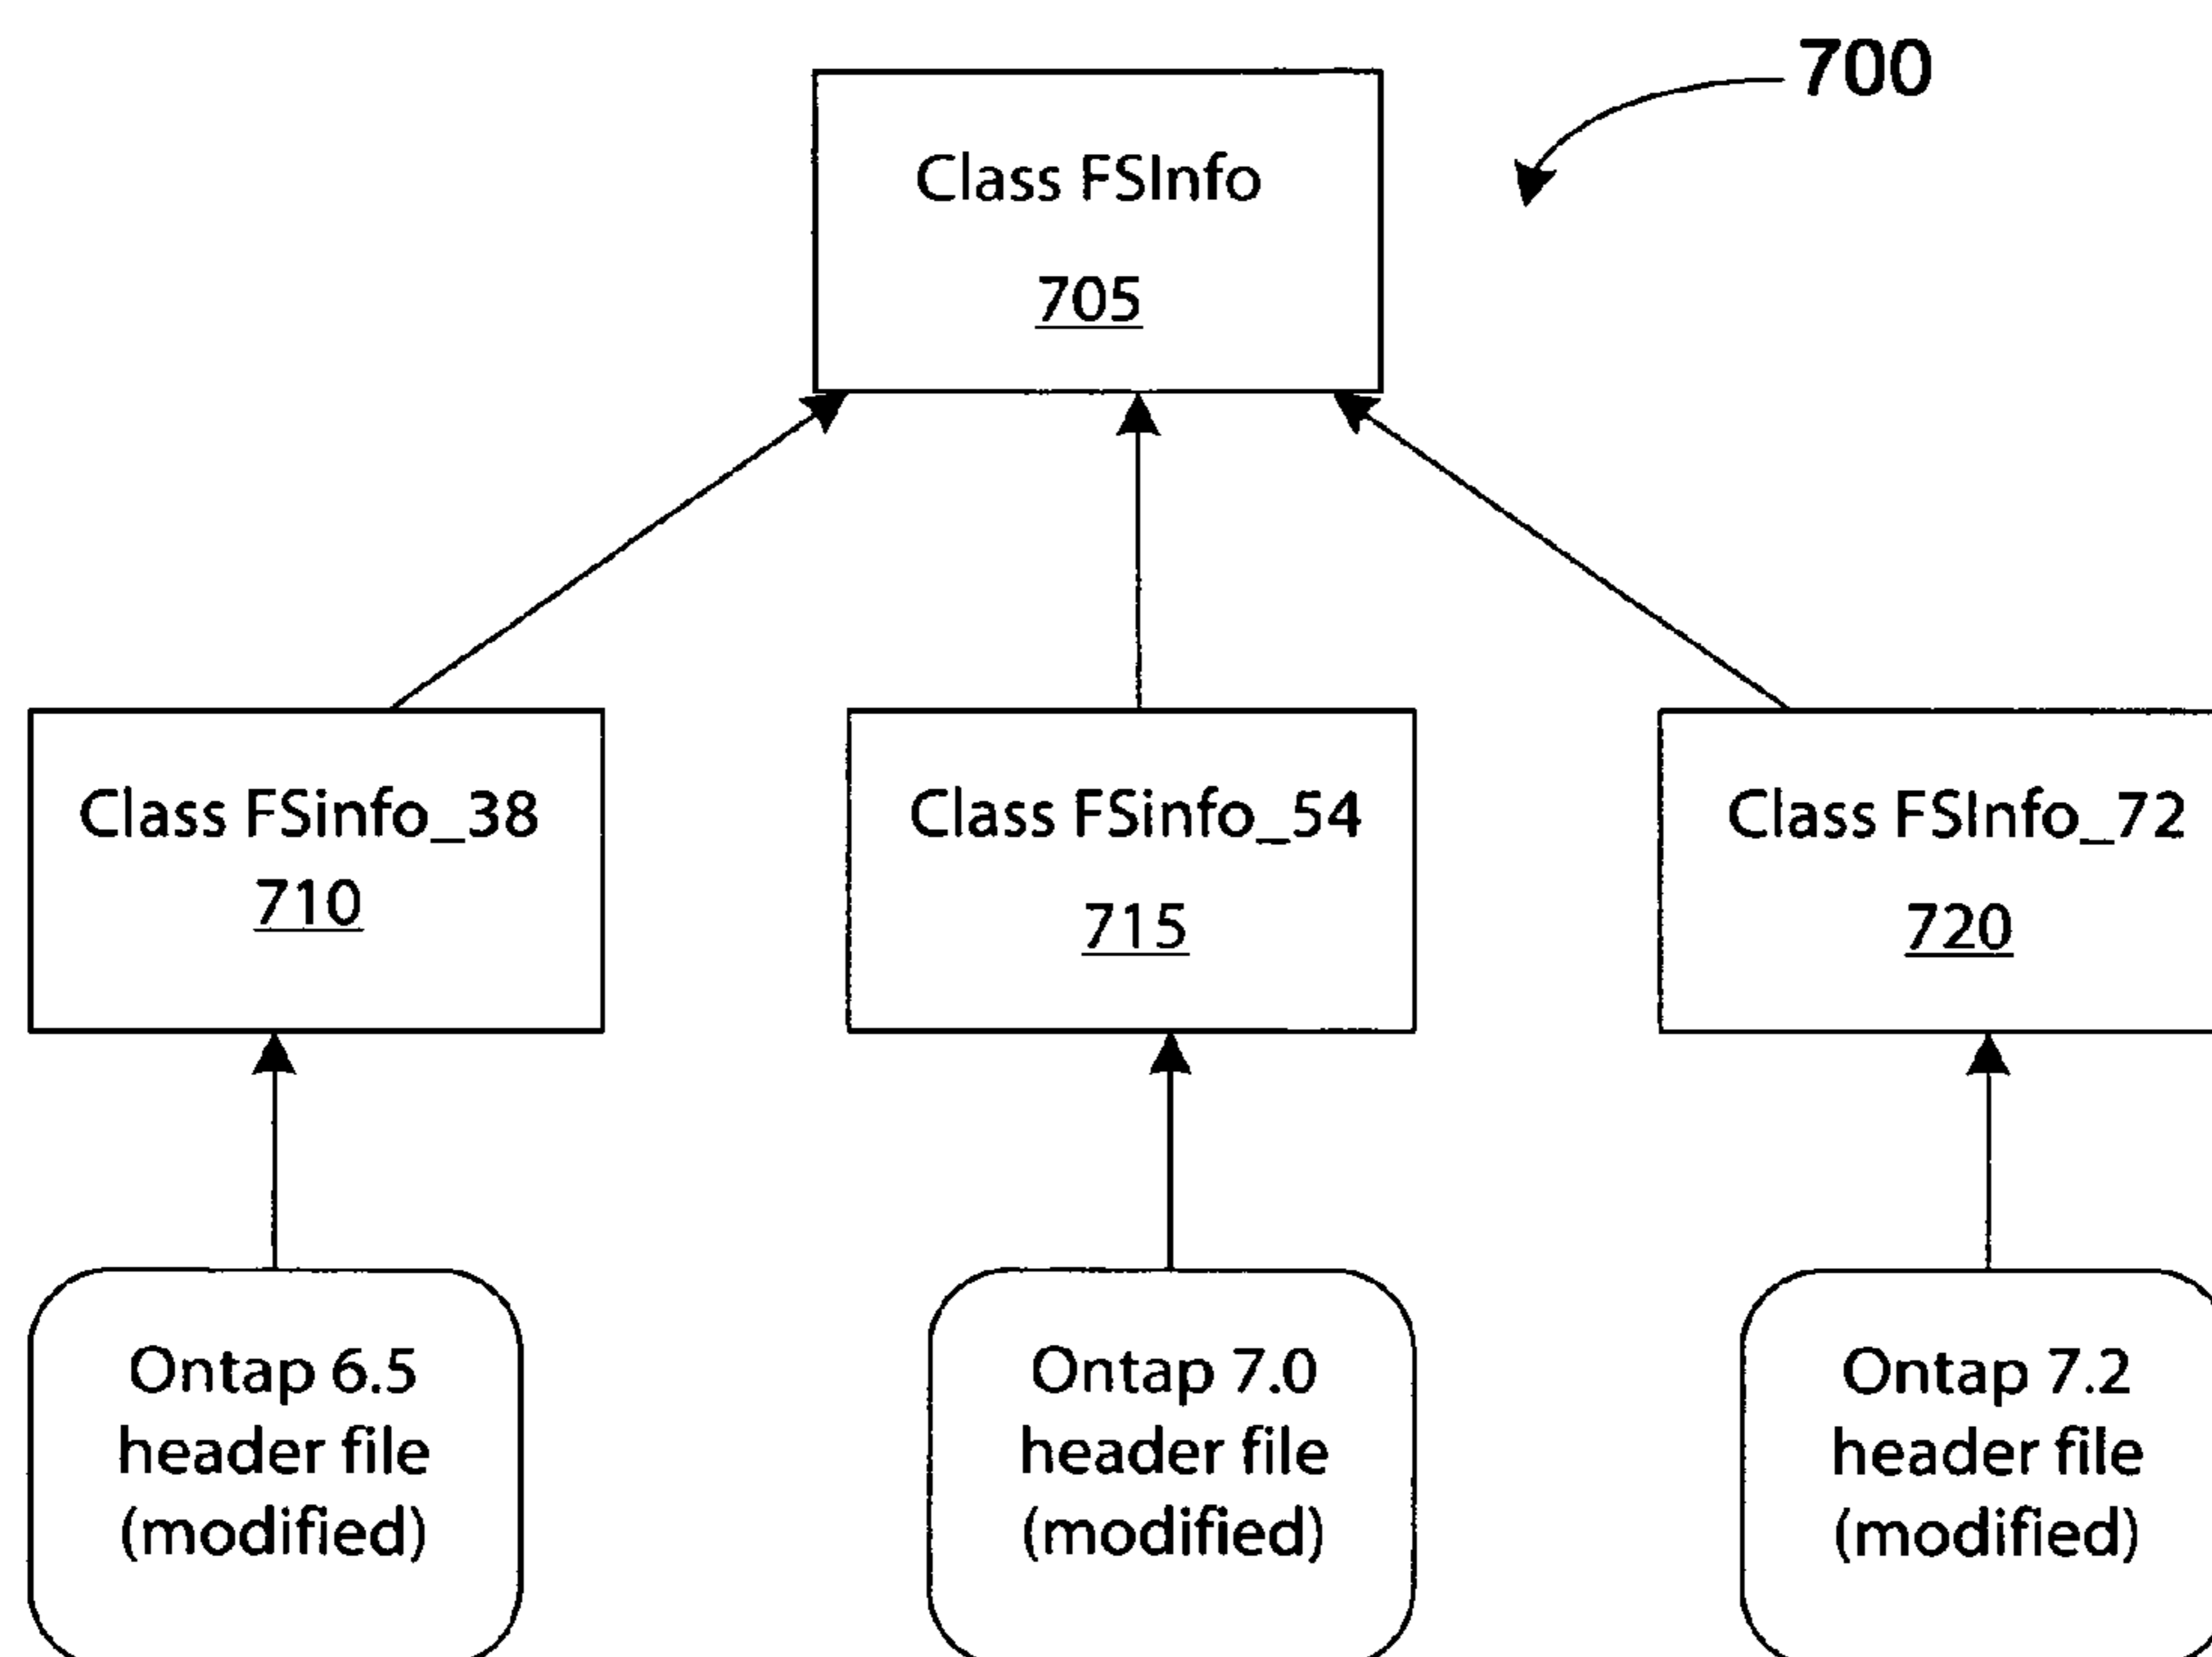 700
Class FSInfo
705
Class FSinfo_38
710
Class FSinfo_54
715
Class FSInfo_72
720
Ontap 6.5
header file
(modified)
Ontap 7.0
header file
(modified)
Ontap 7.2
header file
(modified)